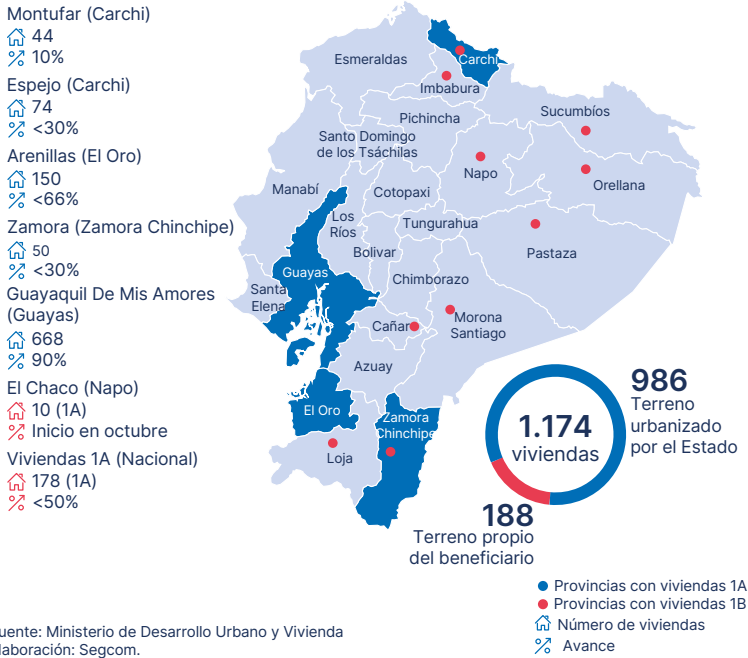 Montufar (Carchi)
44
10%
Espejo (Carchi)
74
<30%
Arenillas (El Oro)
150
<66%
Zamora (Zamora Chinchipe)
50
<30%
Guayaquil De Mis Amores
(Guayas)
668
90%
El Chaco (Napo)
10 (1A)
Inicio en octubre
Viviendas 1A (Nacional)
178 (1A)
<50%
Esmeraldas
Carchi
Imbabura
Pichincha
Sucumbíos
Santo Domingo
de los Tsáchilas
Napo
Orellana
Manabí
Cotopaxi
Los
Ríos
Tungurahua
Bolivar
Pastaza
Guayas
Chimborazo
Santa
Elena
Cañar
Morona
Santiago
Azuay
El Oro
Zamora
Chinchipe
Loja
1.174
viviendas
986
Terreno
urbanizado
por el Estado
188
Terreno propio
del beneficiario
Provincias con viviendas 1A
Provincias con viviendas 1B
Número de viviendas
Avance
uente: Ministerio de Desarrollo Urbano y Vivienda
laboración: Segcom.